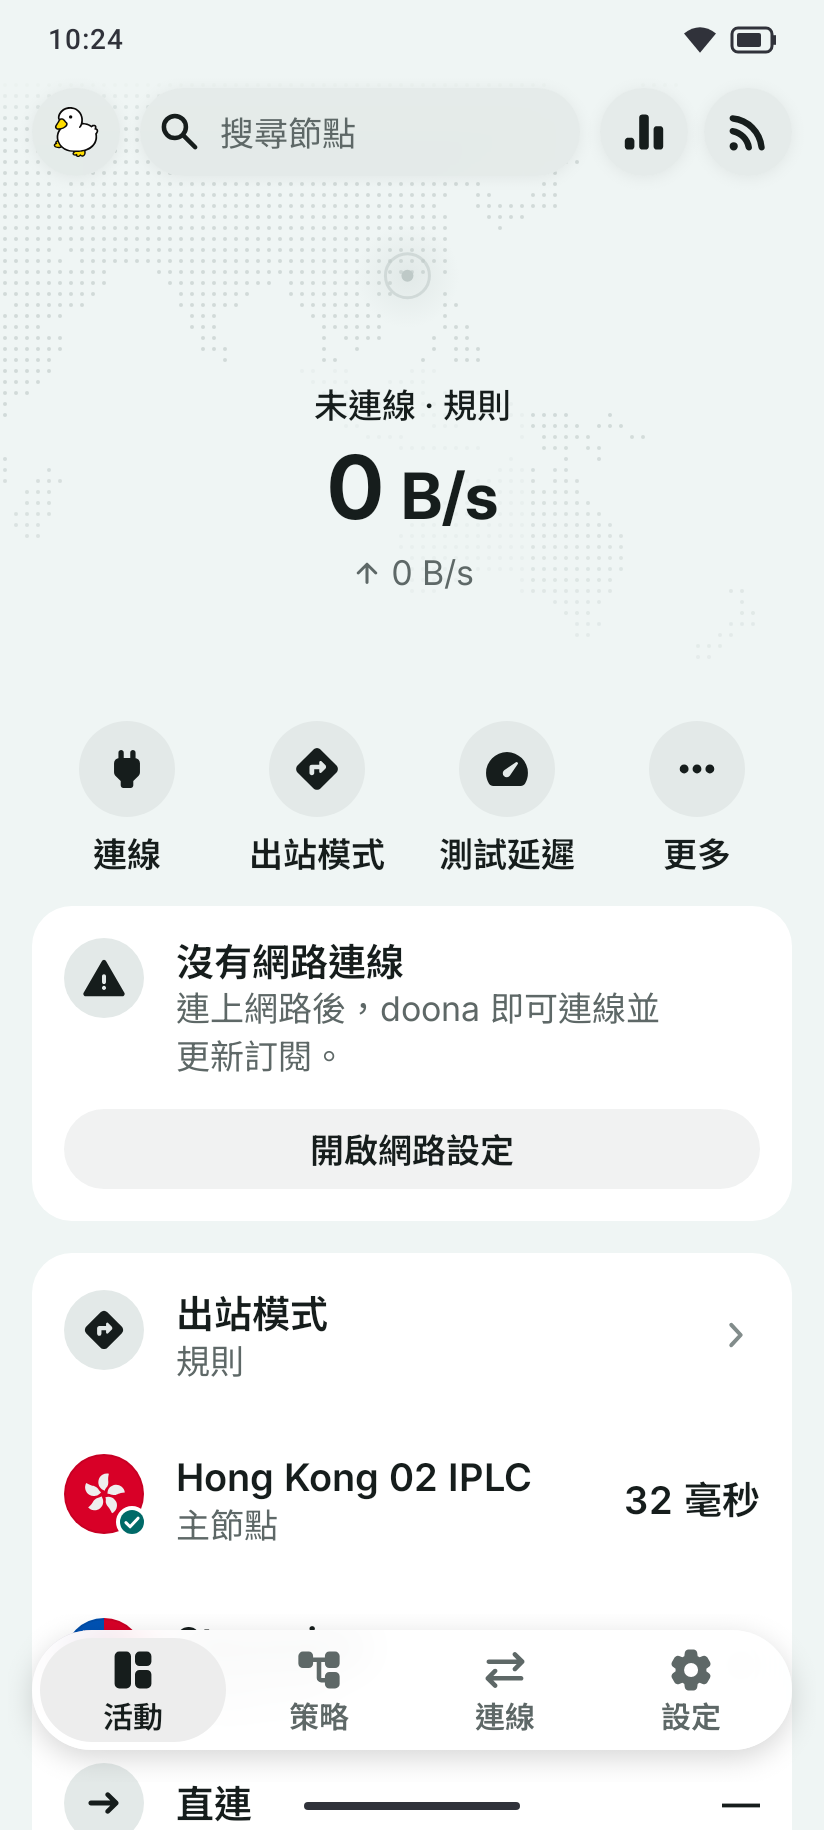 10:24
搜尋節點
未連線 · 規則
0 B/s
↑ 0 B/s
連線
出站模式
測試延遲
更多
沒有網路連線
連上網路後，doona 即可連線並
更新訂閱。
開啟網路設定
出站模式
規則
Hong Kong 02 IPLC
主節點
32 毫秒
活動
策略
連線
設定
直連
—